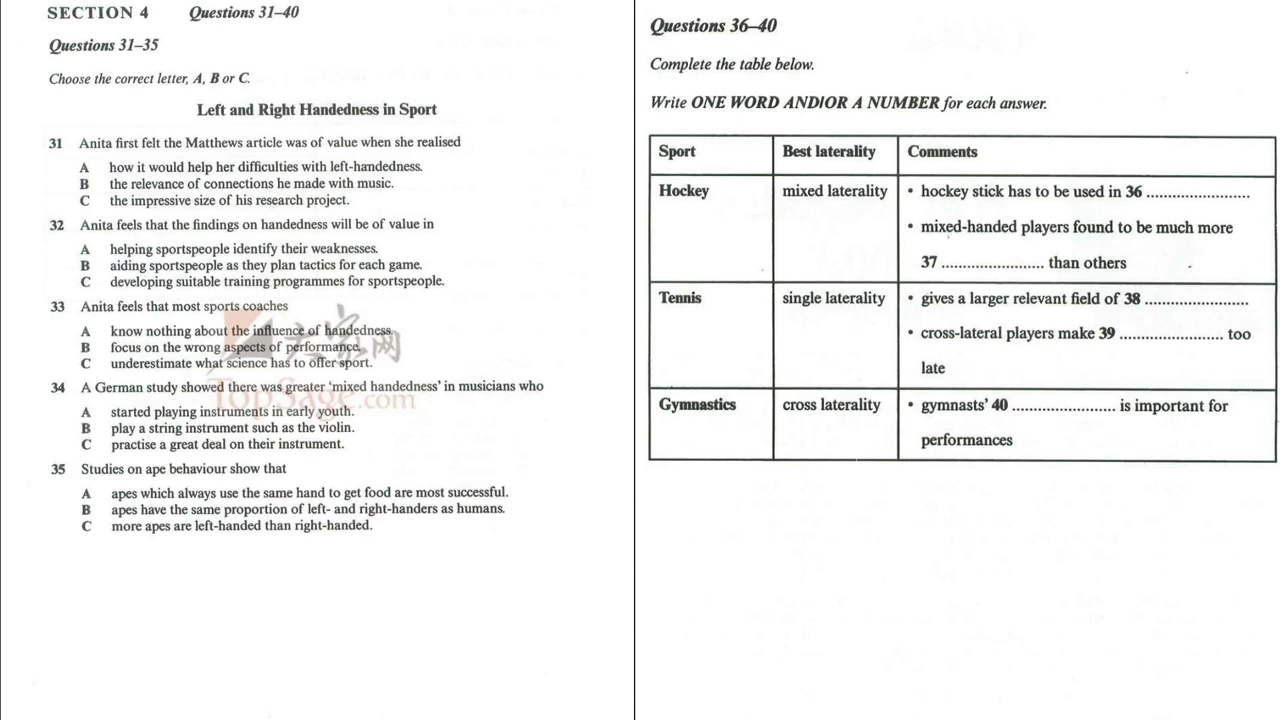 SECTION 4 Questions 31–40
Questions 31–35
Choose the correct letter, A, B or C.
Left and Right Handedness in Sport
31 Anita first felt the Matthews article was of value when she realised
A how it would help her difficulties with left-handedness.
B the relevance of connections he made with music.
C the impressive size of his research project.
32 Anita feels that the findings on handedness will be of value in
A helping sportspeople identify their weaknesses.
B aiding sportspeople as they plan tactics for each game.
C developing suitable training programmes for sportspeople.
33 Anita feels that most sports coaches
A know nothing about the influence of handedness.
B focus on the wrong aspects of performance.
C underestimate what science has to offer sport.
34 A German study showed there was greater ‘mixed handedness’ in musicians who
A started playing instruments in early youth.
B play a string instrument such as the violin.
C practise a great deal on their instrument.
35 Studies on ape behaviour show that
A apes which always use the same hand to get food are most successful.
B apes have the same proportion of left- and right-handers as humans.
C more apes are left-handed than right-handed.
大家网
TopSage.com
Questions 36–40
Complete the table below.
Write ONE WORD ANDIOR A NUMBER for each answer.
Sport Best laterality Comments
Hockey mixed laterality • hockey stick has to be used in 36 ........................
• mixed-handed players found to be much more
37 ........................ than others
Tennis single laterality • gives a larger relevant field of 38 ........................
• cross-lateral players make 39 ........................ too
late
Gymnastics cross laterality • gymnasts’ 40 ........................ is important for
performances